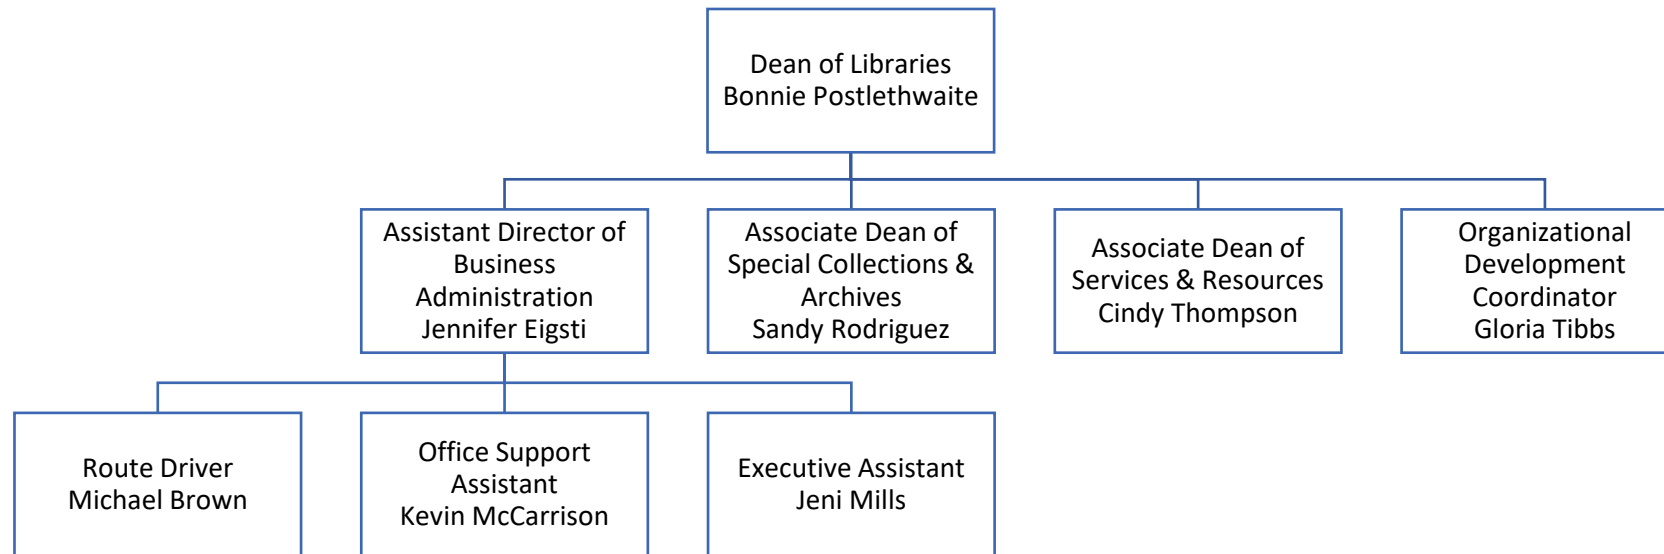 Dean of Libraries
Bonnie Postlethwaite
Assistant Director of
Business
Administration
Jennifer Eigsti
Associate Dean of
Special Collections &
Archives
Sandy Rodriguez
Associate Dean of
Services & Resources
Cindy Thompson
Organizational
Development
Coordinator
Gloria Tibbs
Route Driver
Michael Brown
Office Support
Assistant
Kevin McCarrison
Executive Assistant
Jeni Mills